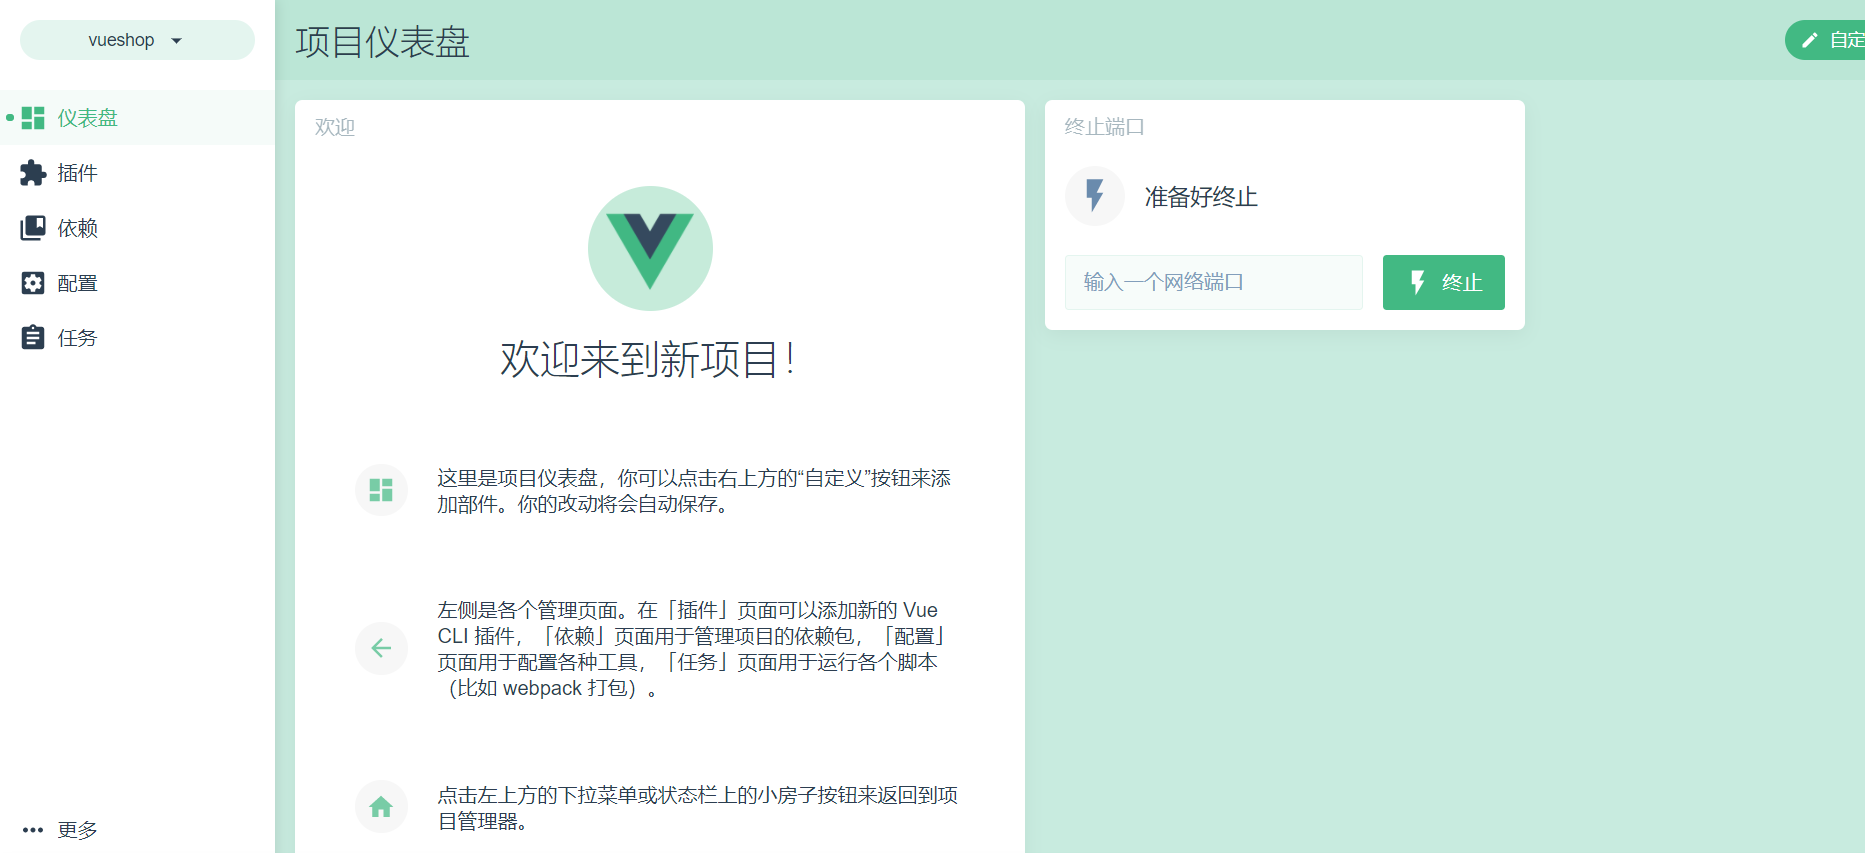 vueshop
仪表盘
插件
依赖
配置
任务
更多
项目仪表盘
自定
欢迎
欢迎来到新项目！
这里是项目仪表盘，你可以点击右上方的“自定义”按钮来添
加部件。你的改动将会自动保存。
左侧是各个管理页面。在「插件」页面可以添加新的 Vue
CLI 插件，「依赖」页面用于管理项目的依赖包，「配置」
页面用于配置各种工具，「任务」页面用于运行各个脚本
（比如 webpack 打包）。
点击左上方的下拉菜单或状态栏上的小房子按钮来返回到项
目管理器。
终止端口
准备好终止
输入一个网络端口
终止